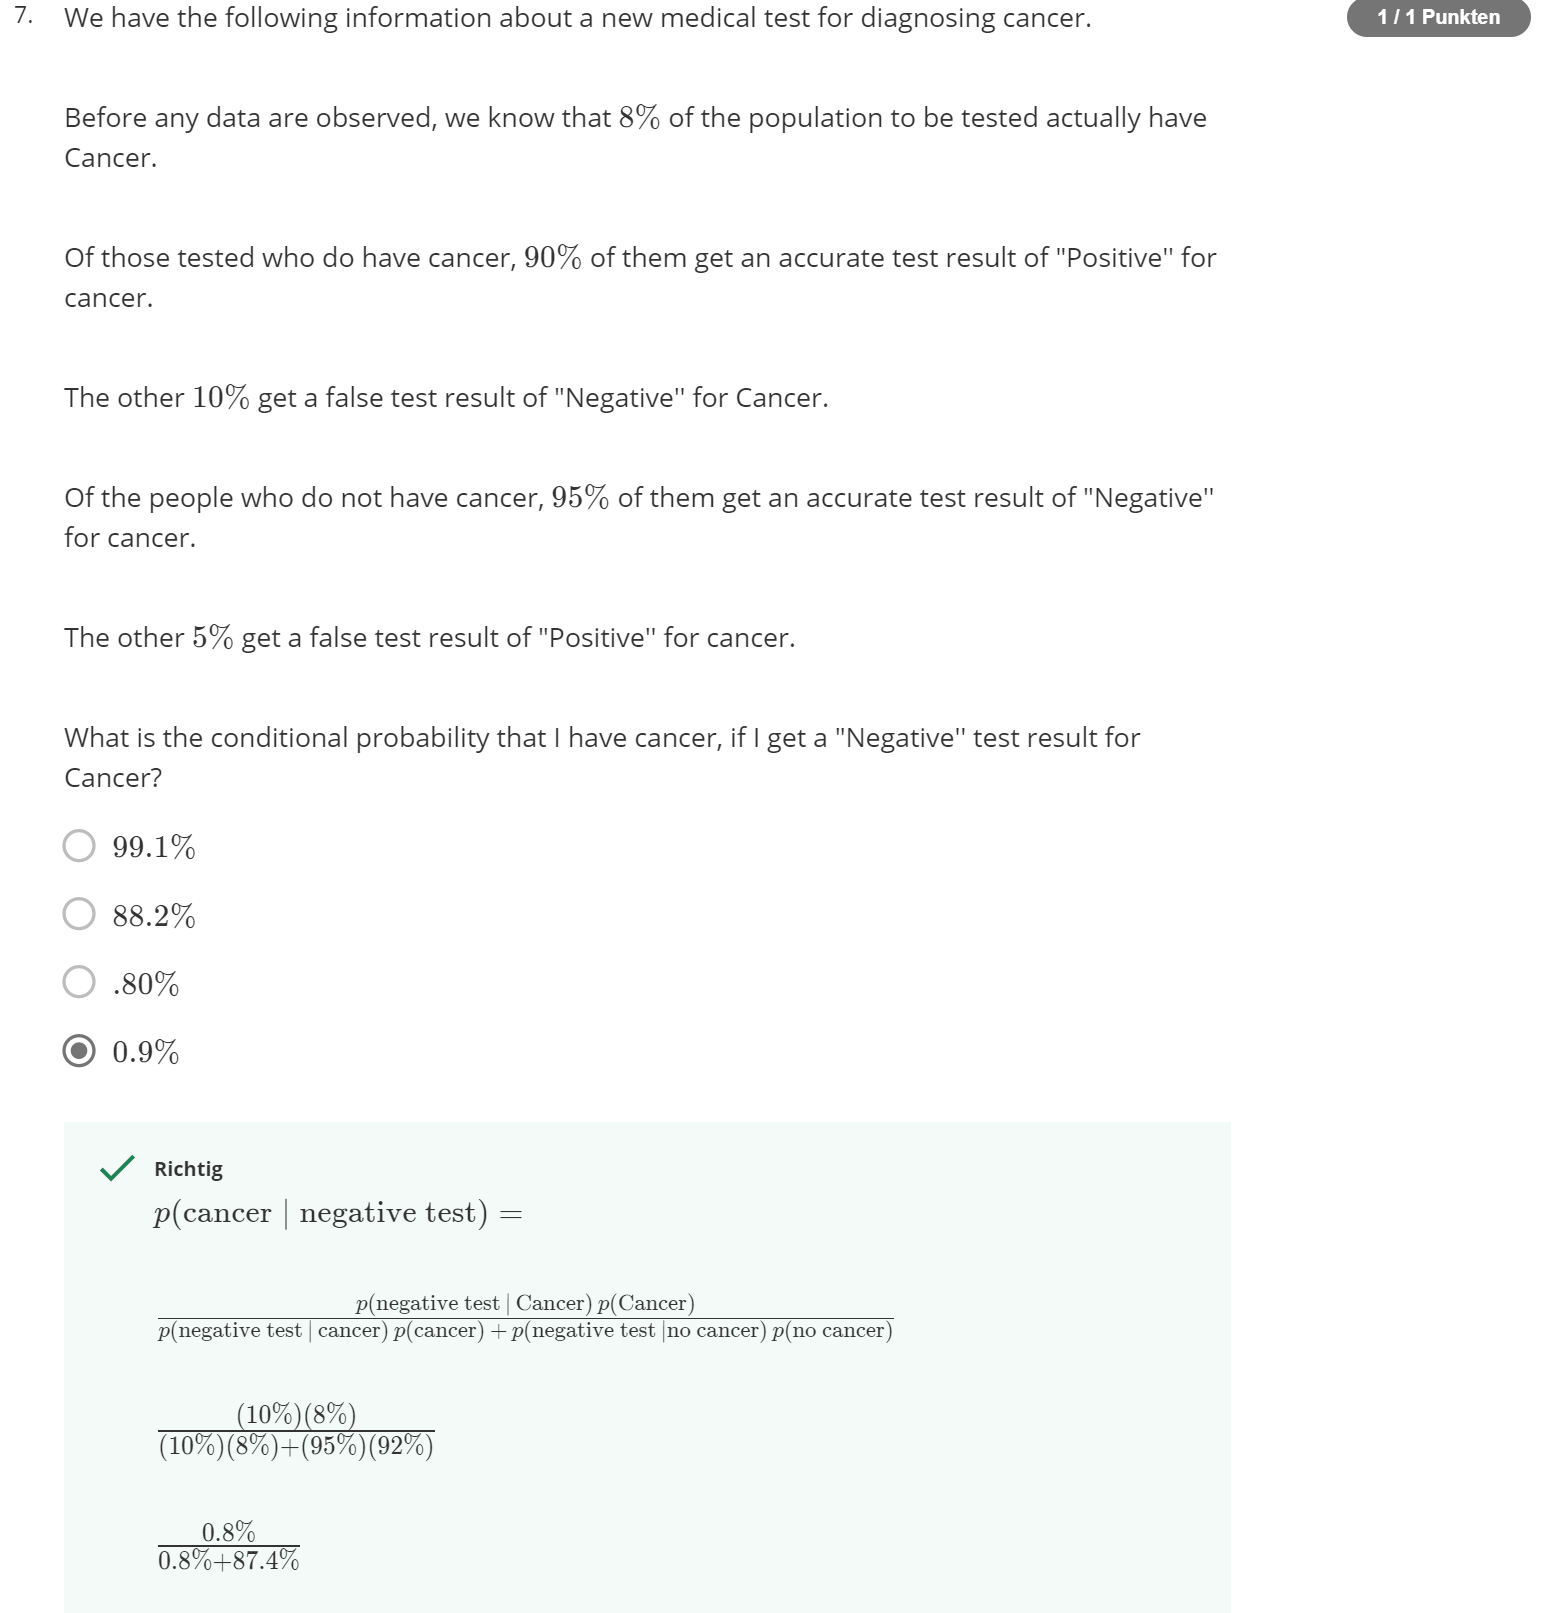 7. We have the following information about a new medical test for diagnosing cancer.
1 / 1 Punkten
Before any data are observed, we know that 8% of the population to be tested actually have
Cancer.
Of those tested who do have cancer, 90% of them get an accurate test result of "Positive'' for
cancer.
The other 10% get a false test result of "Negative'' for Cancer.
Of the people who do not have cancer, 95% of them get an accurate test result of "Negative''
for cancer.
The other 5% get a false test result of "Positive'' for cancer.
What is the conditional probability that I have cancer, if I get a "Negative'' test result for
Cancer?
99.1%
88.2%
.80%
0.9%
Richtig
p(cancer | negative test) =
p(negative test | Cancer) p(Cancer)
p(negative test | cancer) p(cancer) + p(negative test |no cancer) p(no cancer)
(10%)(8%)
(10%)(8%)+(95%)(92%)
0.8%
0.8%+87.4%